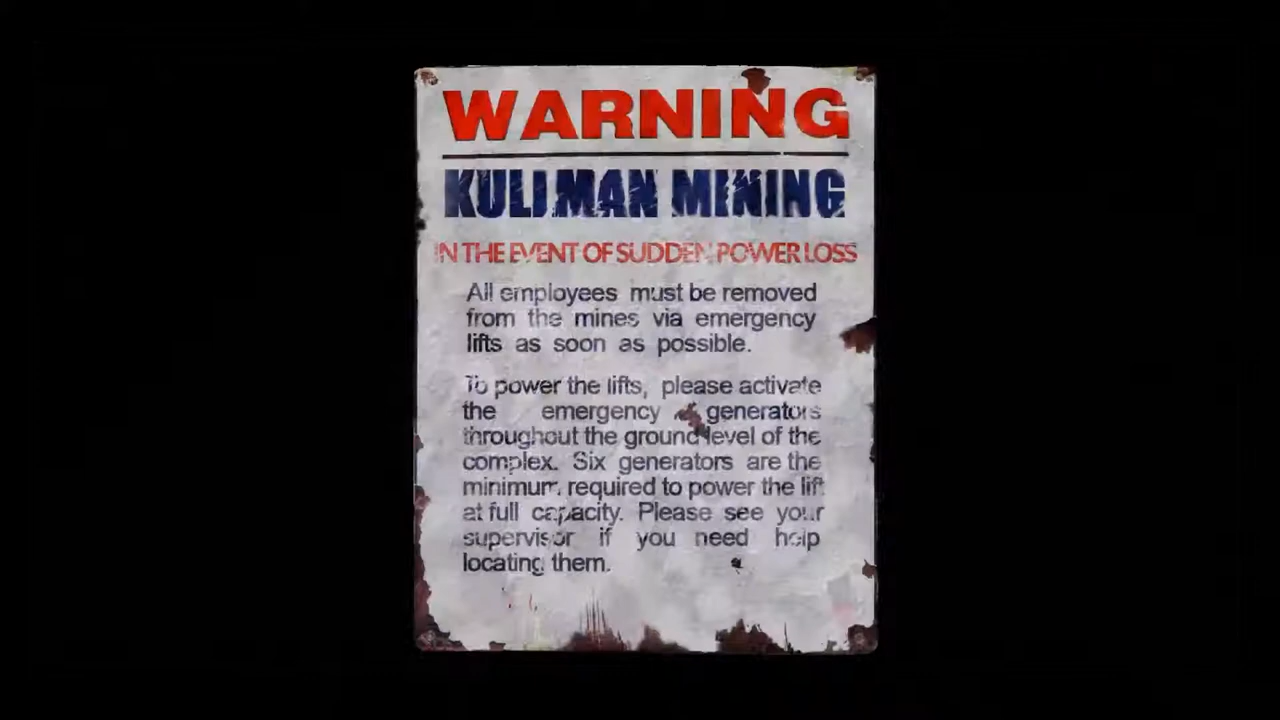 WARNING
KULLMAN MINING
IN THE EVENT OF SUDDEN POWER LOSS
All employees must be removed
from the mines via emergency
lifts as soon as possible.
To power the lifts, please activate
the emergency generators
throughout the ground level of the
complex. Six generators are the
minimum required to power the lift
at full capacity. Please see your
supervisor if you need help
locating them.